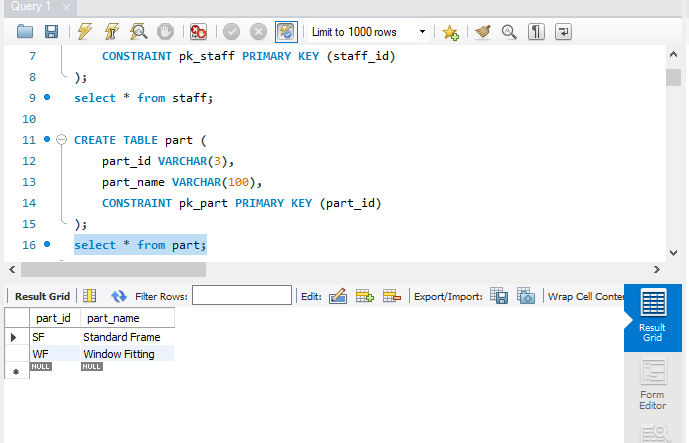 Query 1
Limit to 1000 rows
7 CONSTRAINT pk_staff PRIMARY KEY (staff_id)
8 );
9 select * from staff;
10
11 CREATE TABLE part (
12 part_id VARCHAR(3),
13 part_name VARCHAR(100),
14 CONSTRAINT pk_part PRIMARY KEY (part_id)
15 );
16 select * from part;
Result Grid Filter Rows: Edit: Export/Import: Wrap Cell Conter
part_id part_name
SF Standard Frame
WF Window Fitting
NULL NULL
Result
Grid
Form
Editor